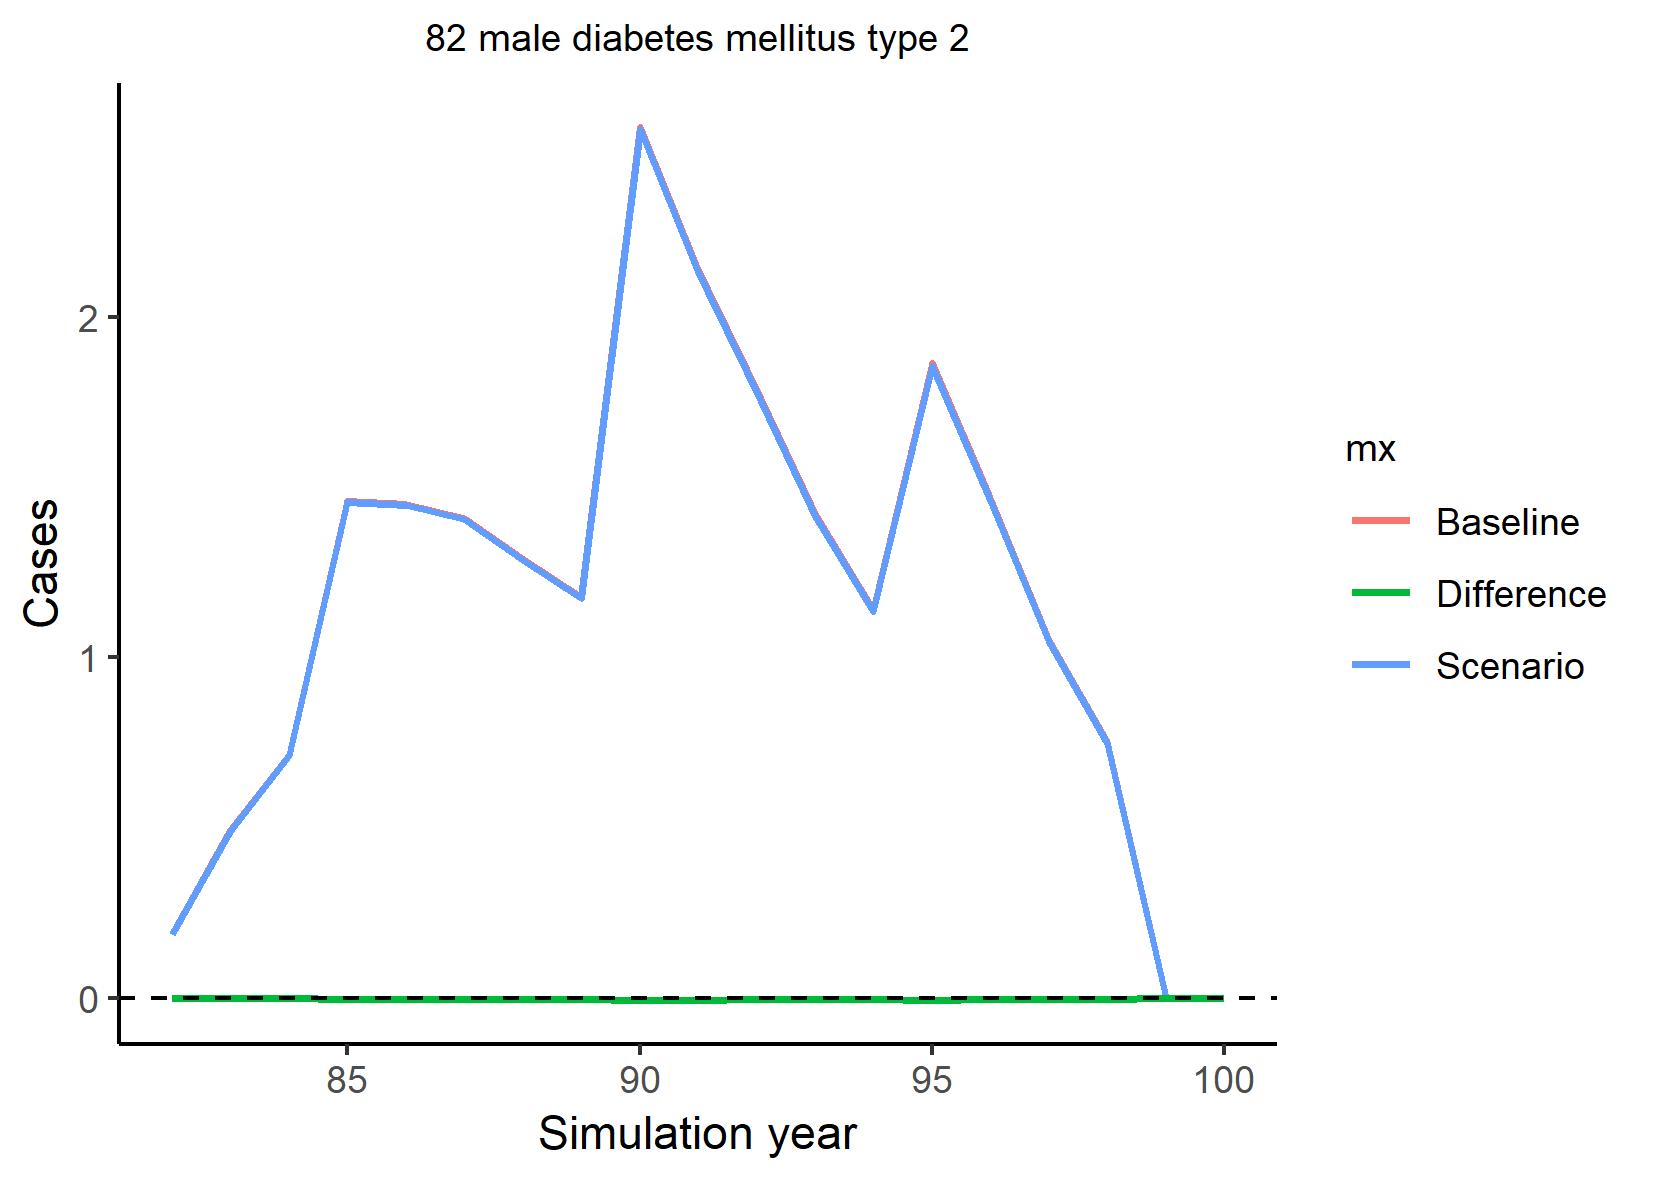 82 male diabetes mellitus type 2
Cases
2
1
0
85 90 95 100
Simulation year
mx
Baseline
Difference
Scenario